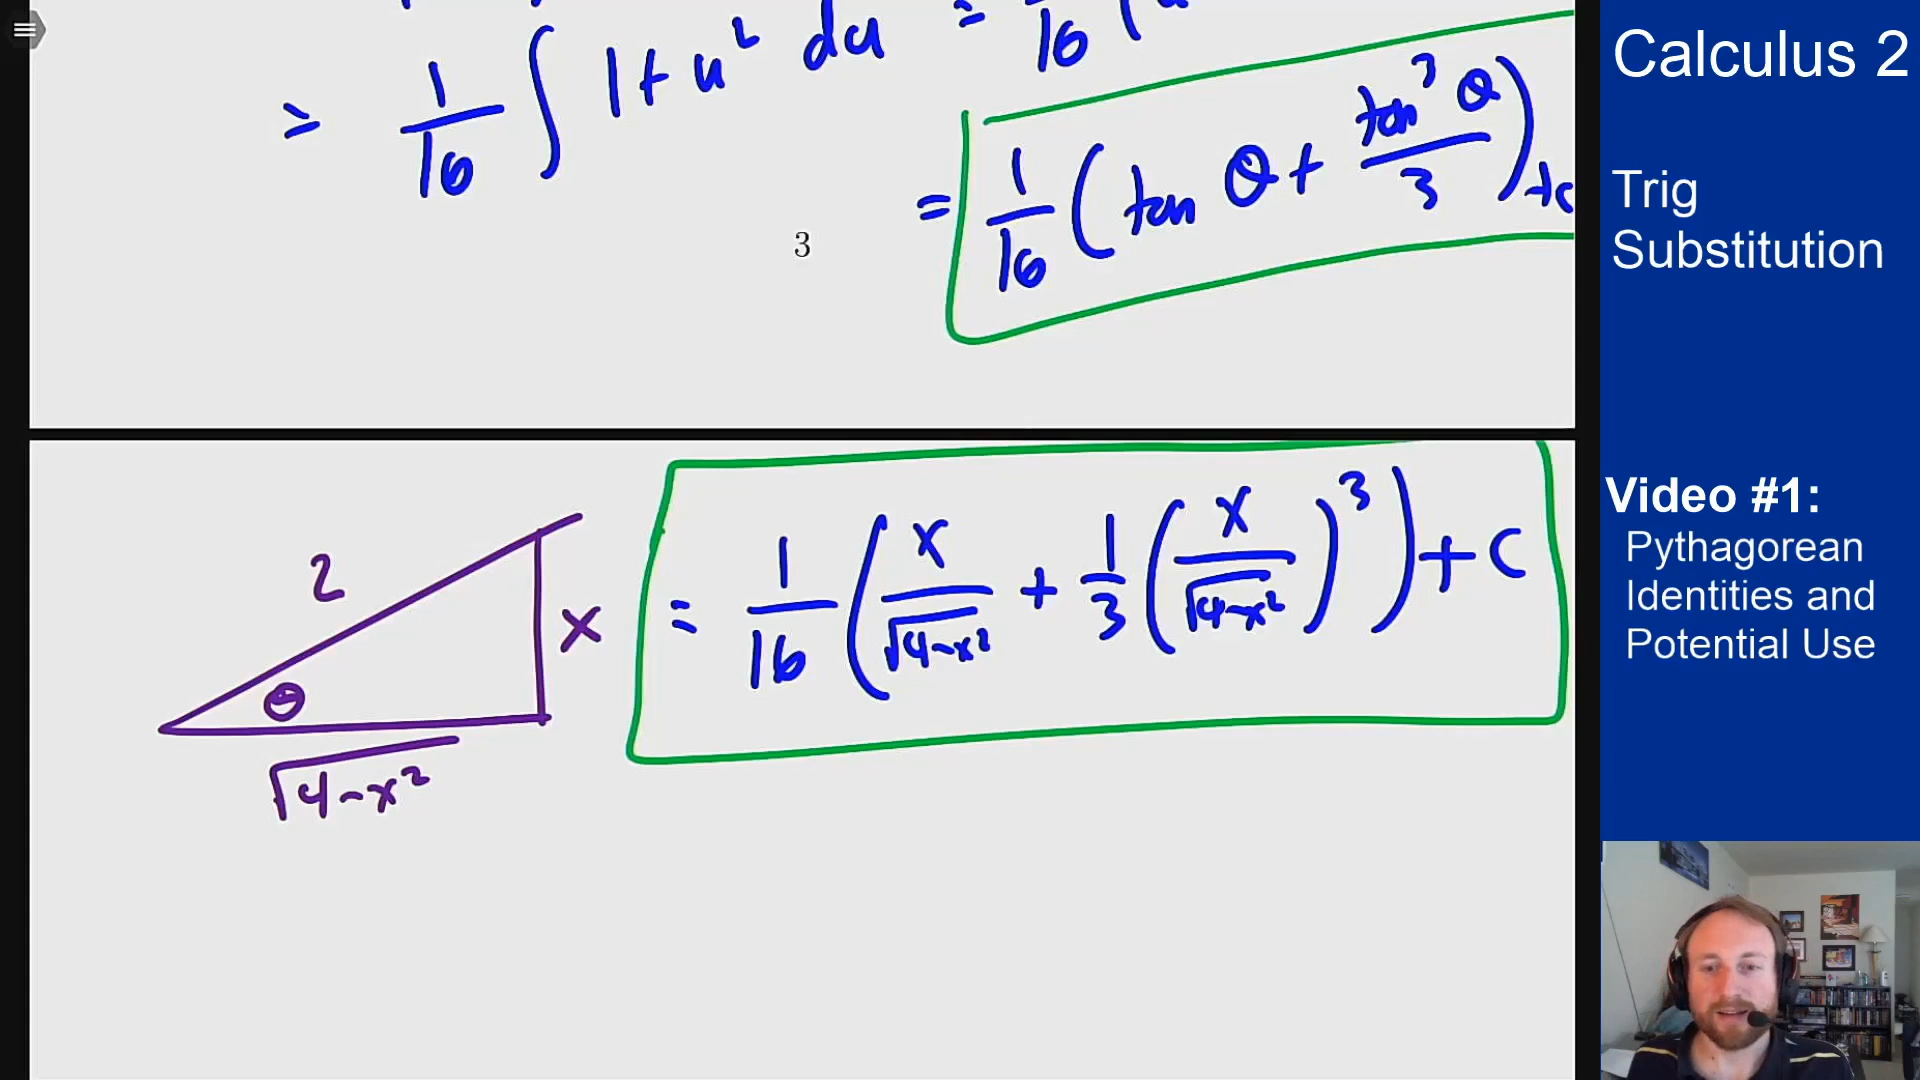 = 1/16 ∫ 1 + u² du = 1/16 (
= 1/16 ( tan θ + tan³ θ / 3 ) + c
3
2
x
θ
√4-x²
= 1/16 ( x/√4-x² + 1/3 ( x/√4-x² )³ ) + C
Calculus 2
Trig
Substitution
Video #1:
Pythagorean
Identities and
Potential Use